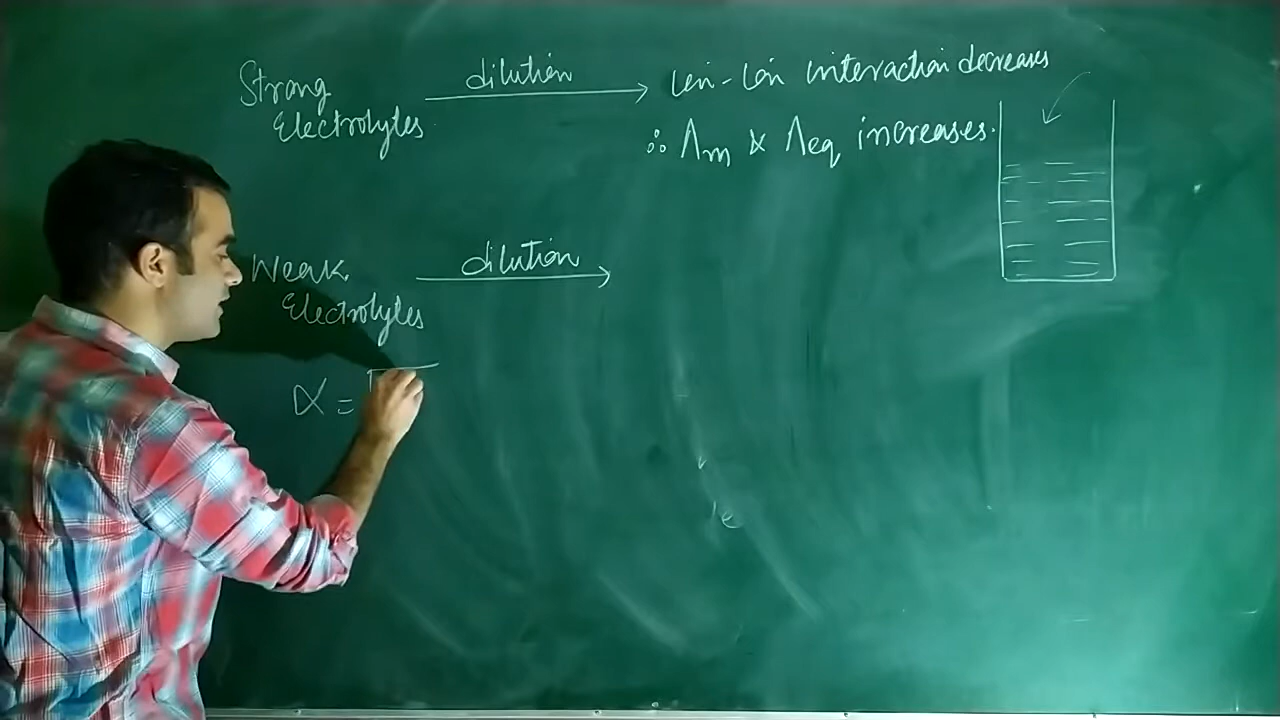 Strong Electrolytes dilution → ion-ion interaction decreases
∴ Λm & Λeq increases.
Weak Electrolytes dilution →
α = √